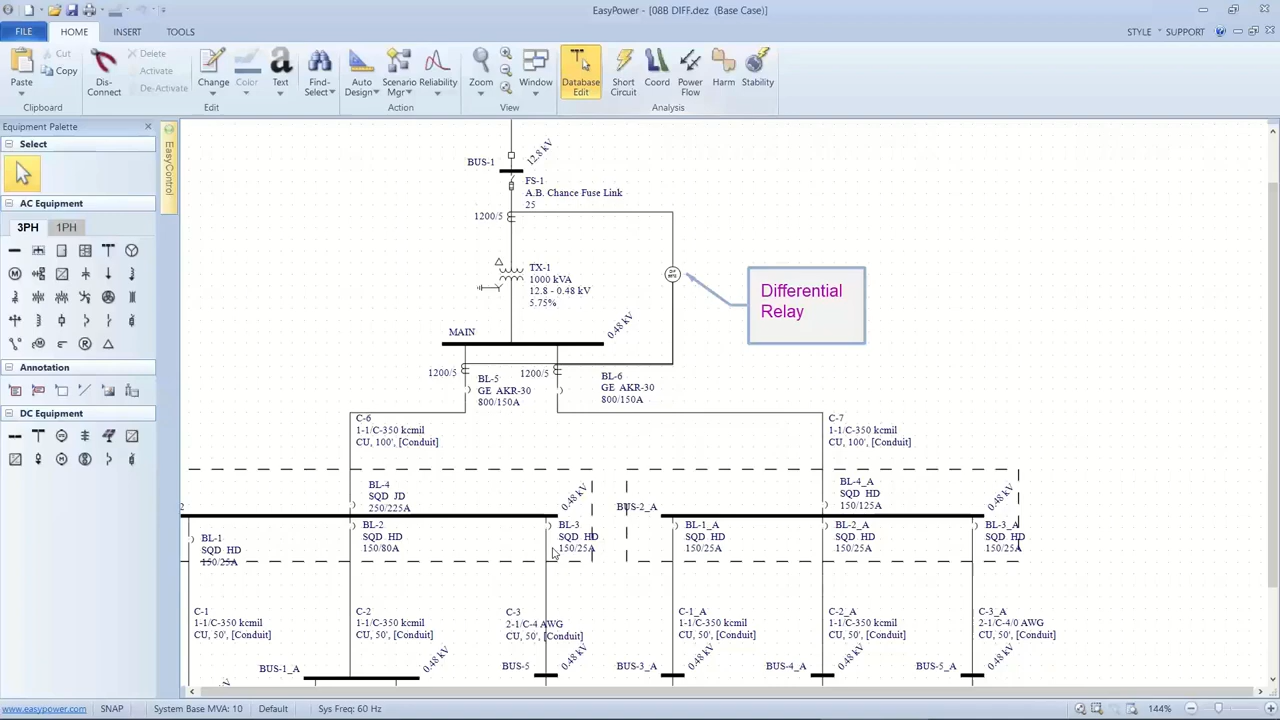 EasyPower - [08B DIFF.dez (Base Case)]
FILE HOME INSERT TOOLS STYLE SUPPORT
Paste
Cut
Copy
Clipboard
Dis-
Connect
Delete
Activate
De-Activate
Edit
Change
Color
Text
Find-
Select
Auto
Design
Scenario
Mgr
Reliability
Action
Zoom
Window
View
Database
Edit
Short
Circuit
Coord
Power
Flow
Harm
Stability
Analysis
Equipment Palette
Select
AC Equipment
3PH 1PH
Annotation
DC Equipment
EasyControl
BUS-1
12.8 kV
FS-1
A.B. Chance Fuse Link
25
1200/5
TX-1
1000 kVA
12.8 - 0.48 kV
5.75%
Differential
Relay
MAIN
0.48 kV
1200/5
BL-5
GE AKR-30
800/150A
1200/5
BL-6
GE AKR-30
800/150A
C-6
1-1/C-350 kcmil
CU, 100', [Conduit]
C-7
1-1/C-350 kcmil
CU, 100', [Conduit]
2
BL-4
SQD JD
250/225A
0.48 kV
BUS-2_A
BL-4_A
SQD HD
150/125A
0.48 kV
BL-1
SQD HD
150/25A
BL-2
SQD HD
150/80A
BL-3
SQD HD
150/25A
BL-1_A
SQD HD
150/25A
BL-2_A
SQD HD
150/25A
BL-3_A
SQD HD
150/25A
C-1
1-1/C-350 kcmil
CU, 50', [Conduit]
C-2
1-1/C-350 kcmil
CU, 50', [Conduit]
C-3
2-1/C-4 AWG
CU, 50', [Conduit]
C-1_A
1-1/C-350 kcmil
CU, 50', [Conduit]
C-2_A
1-1/C-350 kcmil
CU, 50', [Conduit]
C-3_A
2-1/C-4/0 AWG
CU, 50', [Conduit]
BUS-1_A
0.48 kV
BUS-5
0.48 kV
BUS-3_A
0.48 kV
BUS-4_A
0.48 kV
BUS-5_A
0.48 kV
www.easypower.com SNAP System Base MVA: 10 Default Sys Freq: 60 Hz 144%